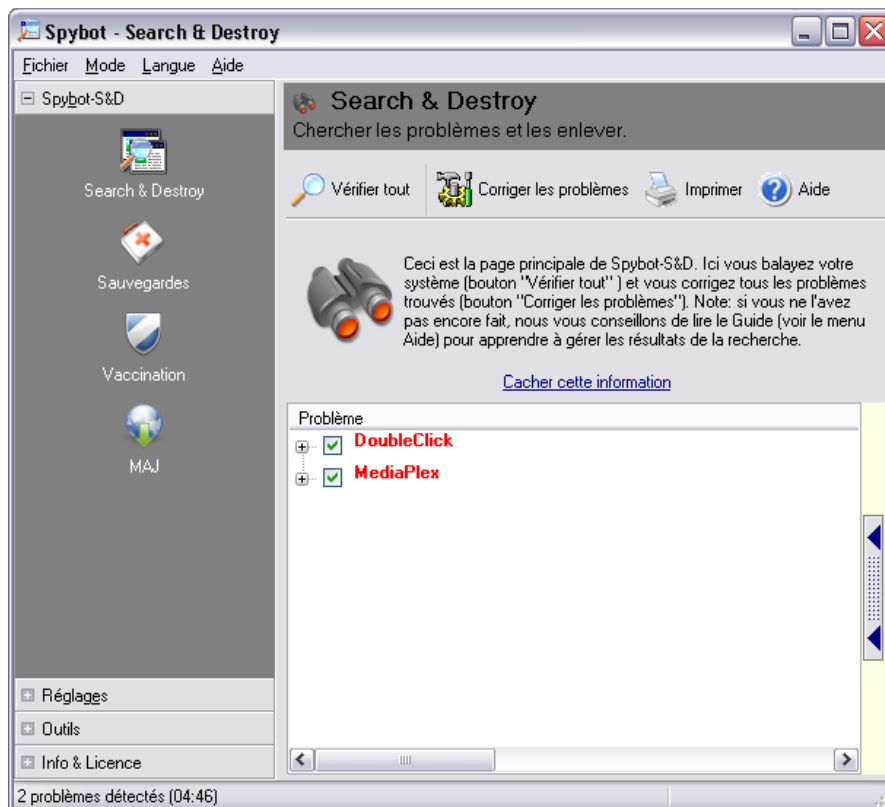 Spybot - Search & Destroy
Fichier Mode Langue Aide
Spybot-S&D
Search & Destroy
Sauvegardes
Vaccination
MAJ
Réglages
Outils
Info & Licence
Search & Destroy
Chercher les problèmes et les enlever.
Vérifier tout Corriger les problèmes Imprimer Aide
Ceci est la page principale de Spybot-S&D. Ici vous balayez votre
système (bouton "Vérifier tout" ) et vous corrigez tous les problèmes
trouvés (bouton "Corriger les problèmes"). Note: si vous ne l'avez
pas encore fait, nous vous conseillons de lire le Guide (voir le menu
Aide) pour apprendre à gérer les résultats de la recherche.
Cacher cette information
Problème
DoubleClick
MediaPlex
2 problèmes détectés (04:46)